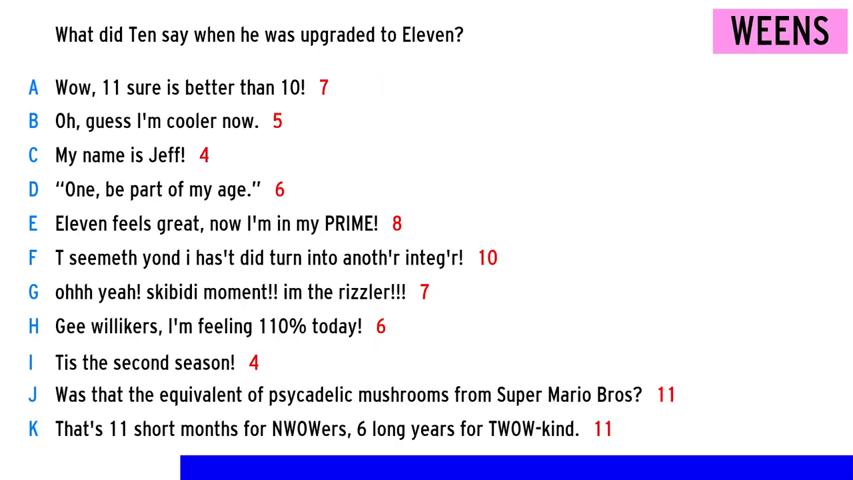 What did Ten say when he was upgraded to Eleven?
WEENS
A Wow, 11 sure is better than 10! 7
B Oh, guess I'm cooler now. 5
C My name is Jeff! 4
D “One, be part of my age.” 6
E Eleven feels great, now I'm in my PRIME! 8
F T seemeth yond i has't did turn into anoth'r integ'r! 10
G ohhh yeah! skibidi moment!! im the rizzler!!! 7
H Gee willikers, I'm feeling 110% today! 6
I Tis the second season! 4
J Was that the equivalent of psycadelic mushrooms from Super Mario Bros? 11
K That's 11 short months for NWOWers, 6 long years for TWOW-kind. 11